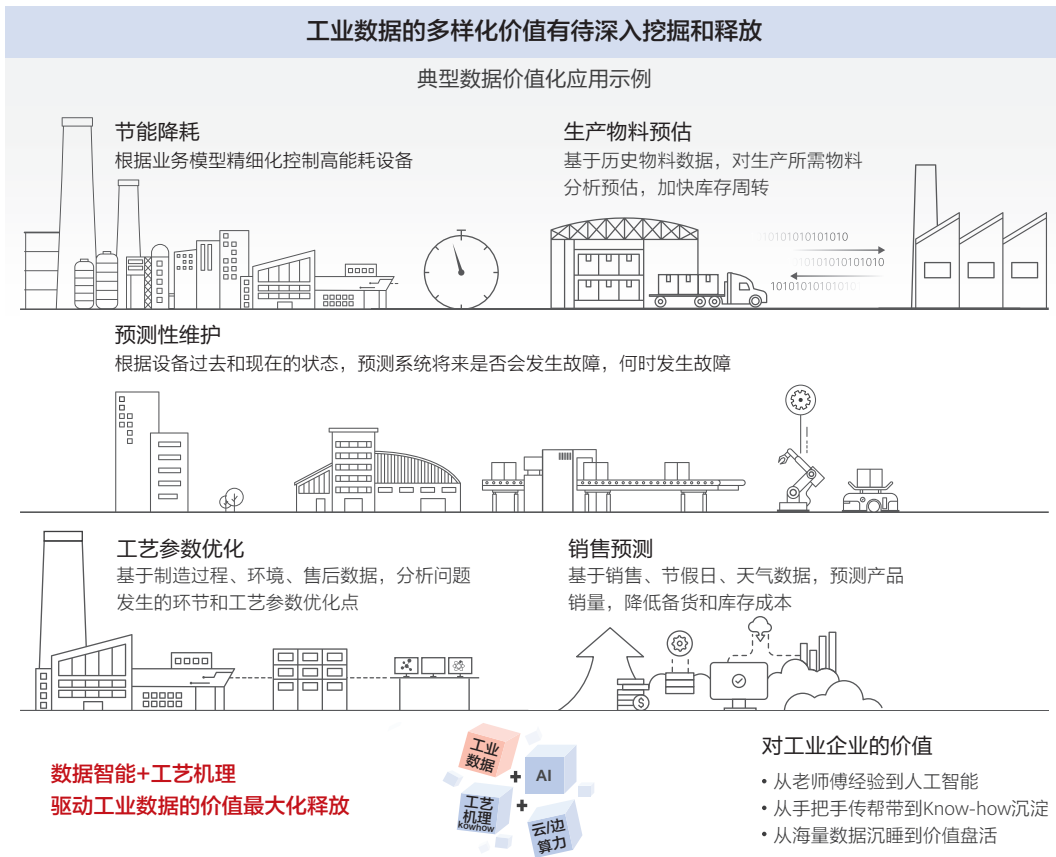 工业数据的多样化价值有待深入挖掘和释放
典型数据价值化应用示例
节能降耗
根据业务模型精细化控制高能耗设备
生产物料预估
基于历史物料数据，对生产所需物料
分析预估，加快库存周转
101010101010
1010101010101010
101010101010101
预测性维护
根据设备过去和现在的状态，预测系统将来是否会发生故障，何时发生故障
工艺参数优化
基于制造过程、环境、售后数据，分析问题
发生的环节和工艺参数优化点
销售预测
基于销售、节假日、天气数据，预测产品
销量，降低备货和库存成本
$
数据智能+工艺机理
驱动工业数据的价值最大化释放
工业
数据
+
AI
工艺
机理
kowhow
+
云/边
算力
对工业企业的价值
• 从老师傅经验到人工智能
• 从手把手传帮带到Know-how沉淀
• 从海量数据沉睡到价值盘活